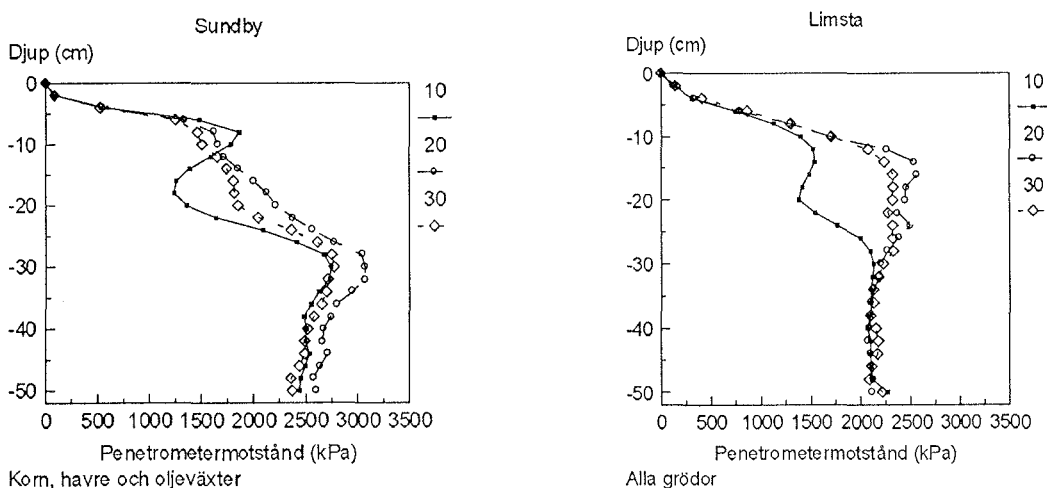 Sundby
Djup (cm)
0
-10
-20
-30
-40
-50
0 500 1000 1500 2000 2500 3000 3500
Penetrometermotstånd (kPa)
Korn, havre och oljeväxter
10
20
30
Limsta
Djup (cm)
0
-10
-20
-30
-40
-50
0 500 1000 1500 2000 2500 3000 3500
Penetrometermotstånd (kPa)
Alla grödor
10
20
30